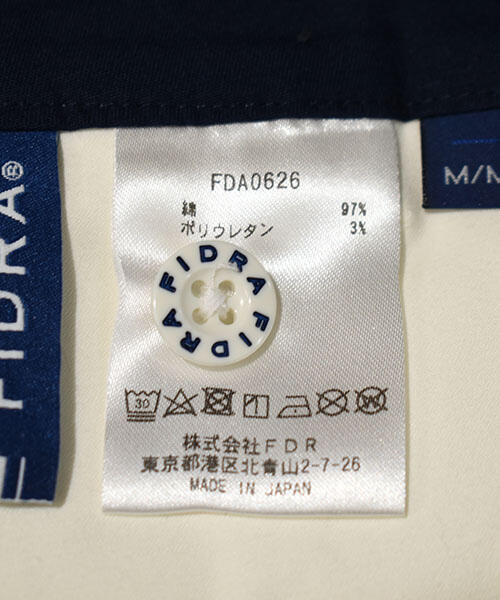 FDA0626
綿 97%
ポリウレタン 3%
FIDRA FIDRA
30
株式会社FDR
東京都港区北青山2-7-26
MADE IN JAPAN
FIDRA®
M/M